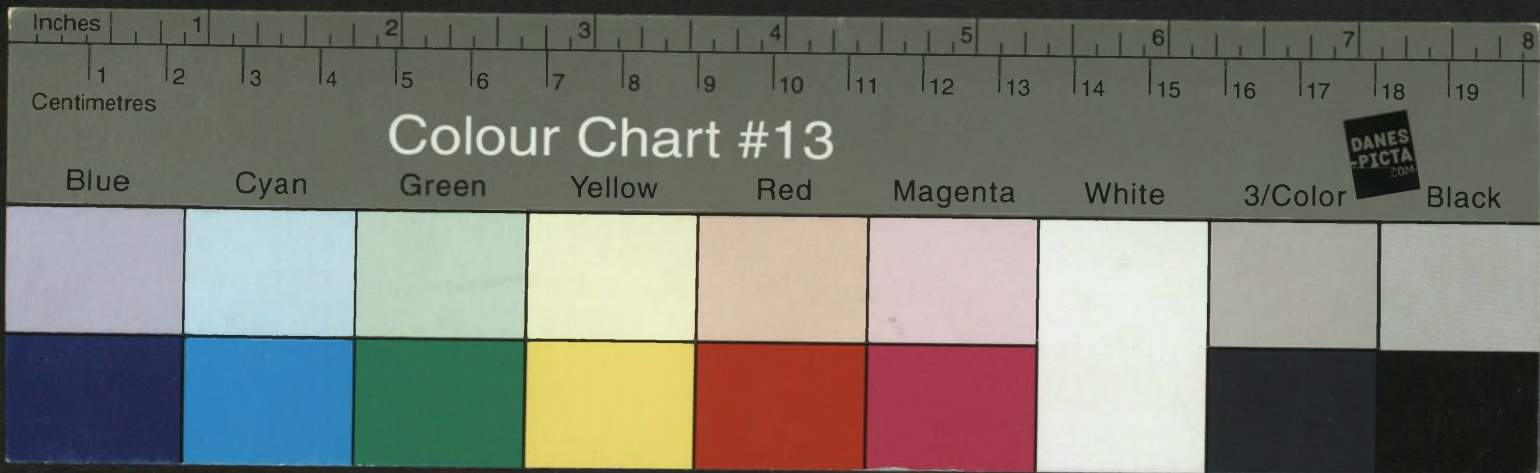 Inches 1 2 3 4 5 6 7 8
1 2 3 4 5 6 7 8 9 10 11 12 13 14 15 16 17 18 19
Centimetres
Colour Chart #13
DANES
-PICTA
.COM-
Blue Cyan Green Yellow Red Magenta White 3/Color Black